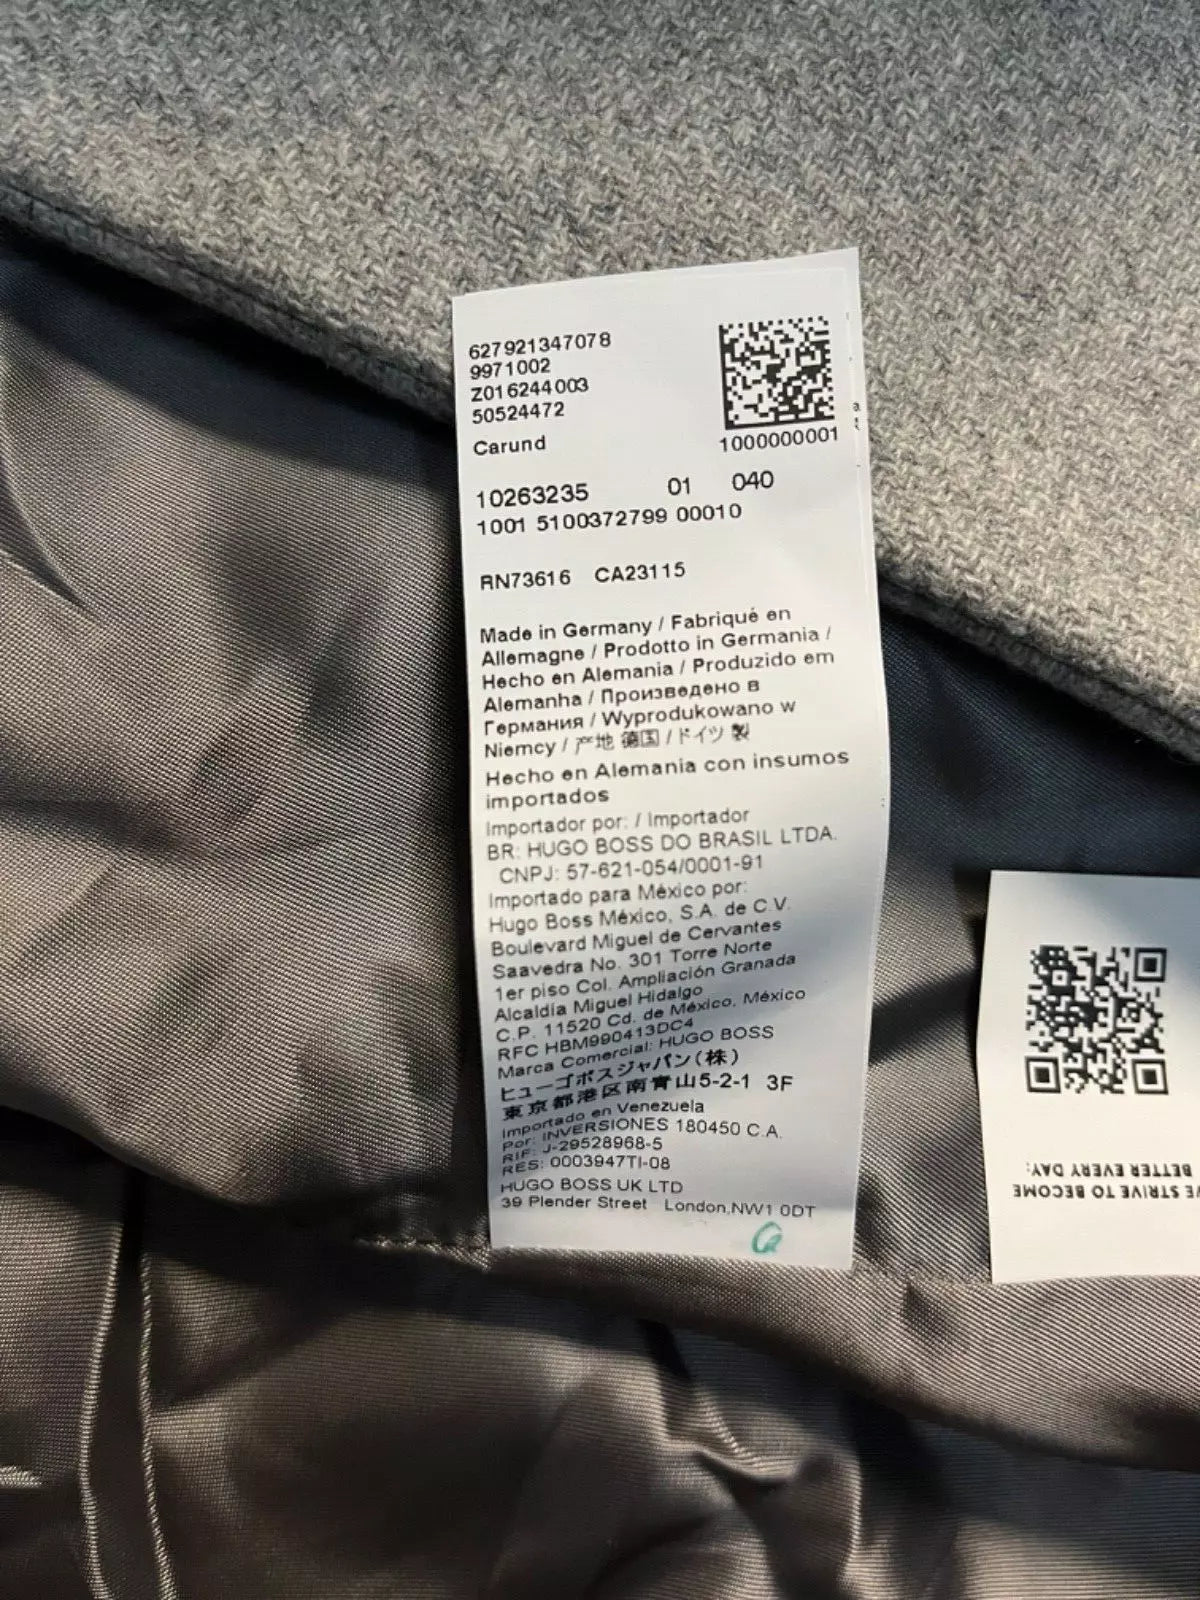 627921347078
9971002
Z016244003
50524472
Carund
1000000001
10263235 01 040
1001 5100372799 00010
RN73616 CA23115
Made in Germany / Fabriqué en
Allemagne / Prodotto in Germania /
Hecho en Alemania / Produzido em
Alemanha / Произведено в
Германия / Wyprodukowano w
Niemcy / 产地 德国 / ドイツ 製
Hecho en Alemania con insumos
importados
Importador por: / Importador
BR: HUGO BOSS DO BRASIL LTDA.
CNPJ: 57-621-054/0001-91
Importado para México por:
Hugo Boss México, S.A. de C.V.
Boulevard Miguel de Cervantes
Saavedra No. 301 Torre Norte
1er piso Col. Ampliación Granada
Alcaldía Miguel Hidalgo
C.P. 11520 Cd. de México, México
RFC HBM990413DC4
Marca Comercial: HUGO BOSS
ヒューゴボスジャパン(株)
東京都港区南青山5-2-1 3F
Importado en Venezuela
Por: INVERSIONES 180450 C.A.
RIF: J-29528968-5
RES: 0003947TI-08
HUGO BOSS UK LTD
39 Plender Street London,NW1 0DT
STRIVE TO BECOME
BETTER EVERY DAY: